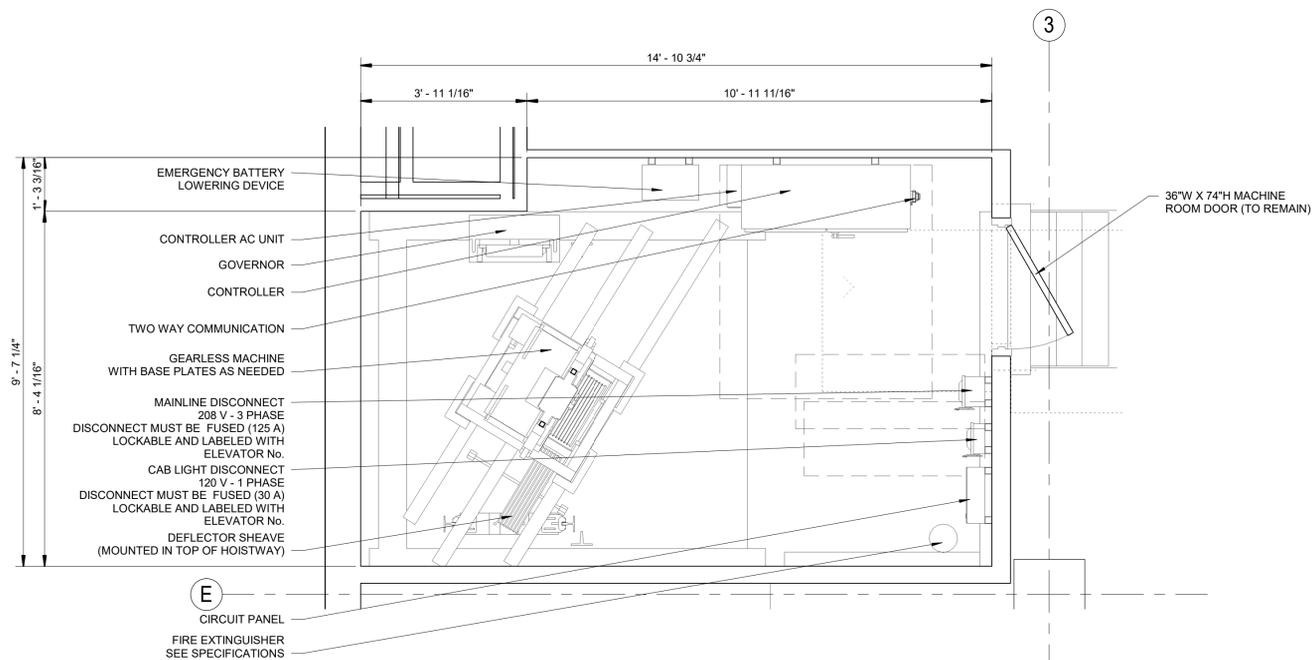 3
14' - 10 3/4"
3' - 11 1/16"
10' - 11 11/16"
1' - 3 3/16"
9' - 7 1/4"
8' - 4 1/16"
EMERGENCY BATTERY
LOWERING DEVICE
CONTROLLER AC UNIT
GOVERNOR
CONTROLLER
TWO WAY COMMUNICATION
GEARLESS MACHINE
WITH BASE PLATES AS NEEDED
MAINLINE DISCONNECT
208 V - 3 PHASE
DISCONNECT MUST BE FUSED (125 A)
LOCKABLE AND LABELED WITH
ELEVATOR No.
CAB LIGHT DISCONNECT
120 V - 1 PHASE
DISCONNECT MUST BE FUSED (30 A)
LOCKABLE AND LABELED WITH
ELEVATOR No.
DEFLECTOR SHEAVE
(MOUNTED IN TOP OF HOISTWAY)
E
CIRCUIT PANEL
FIRE EXTINGUISHER
SEE SPECIFICATIONS
36"W X 74"H MACHINE
ROOM DOOR (TO REMAIN)